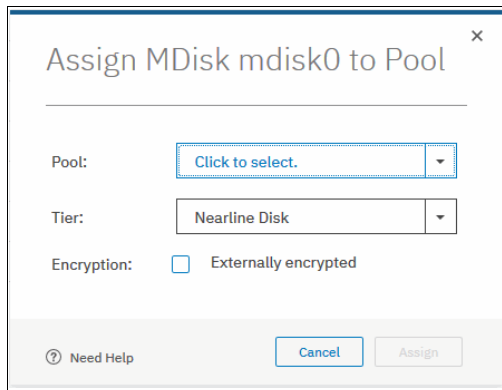 Assign MDisk mdisk0 to Pool
Pool: Click to select.
Tier: Nearline Disk
Encryption: Externally encrypted
Need Help Cancel Assign